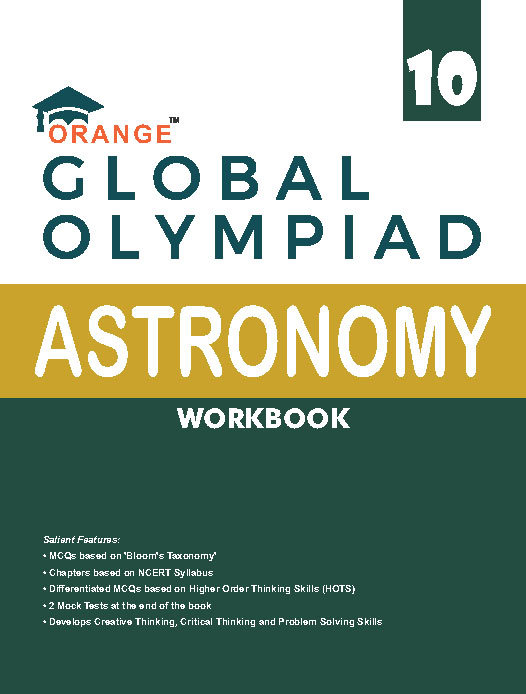 10
ORANGE™
GLOBAL
OLYMPIAD
ASTRONOMY
WORKBOOK
Salient Features:
• MCQs based on 'Bloom's Taxonomy'
• Chapters based on NCERT Syllabus
• Differentiated MCQs based on Higher Order Thinking Skills (HOTS)
• 2 Mock Tests at the end of the book
• Develops Creative Thinking, Critical Thinking and Problem Solving Skills